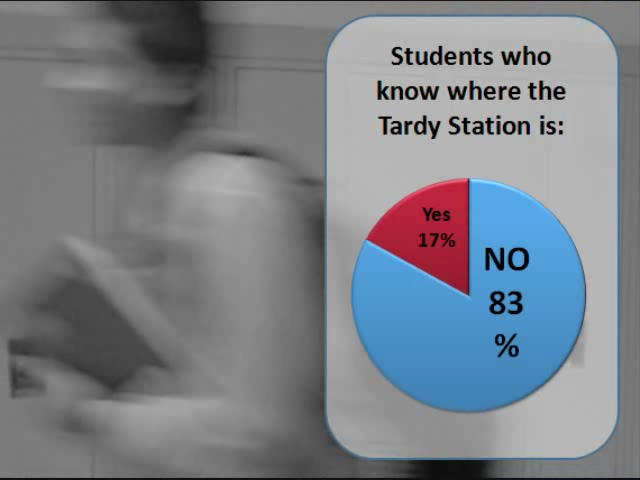 Students who
know where the
Tardy Station is:
Yes
17%
NO
83
%